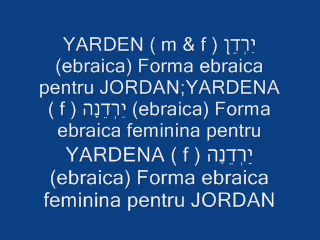 YARDEN ( m & f ) יַרְדֵן
(ebraica) Forma ebraica
pentru JORDAN;YARDENA
( f ) יַרְדֵנָה (ebraica) Forma
ebraica feminina pentru
YARDENA ( f ) יַרְדֵנָה
(ebraica) Forma ebraica
feminina pentru JORDAN